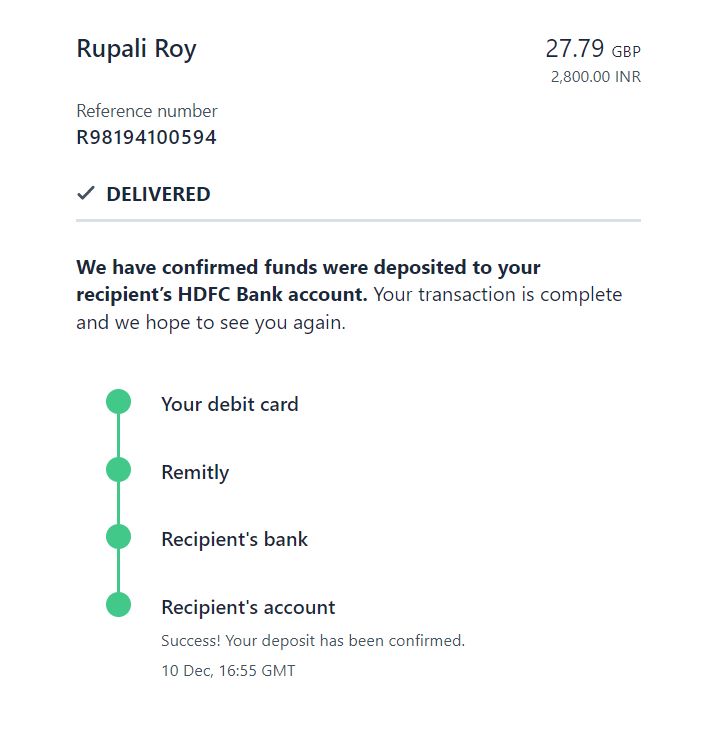 Rupali Roy
27.79 GBP
2,800.00 INR
Reference number
R98194100594
DELIVERED
We have confirmed funds were deposited to your
recipient’s HDFC Bank account. Your transaction is complete
and we hope to see you again.
Your debit card
Remitly
Recipient's bank
Recipient's account
Success! Your deposit has been confirmed.
10 Dec, 16:55 GMT